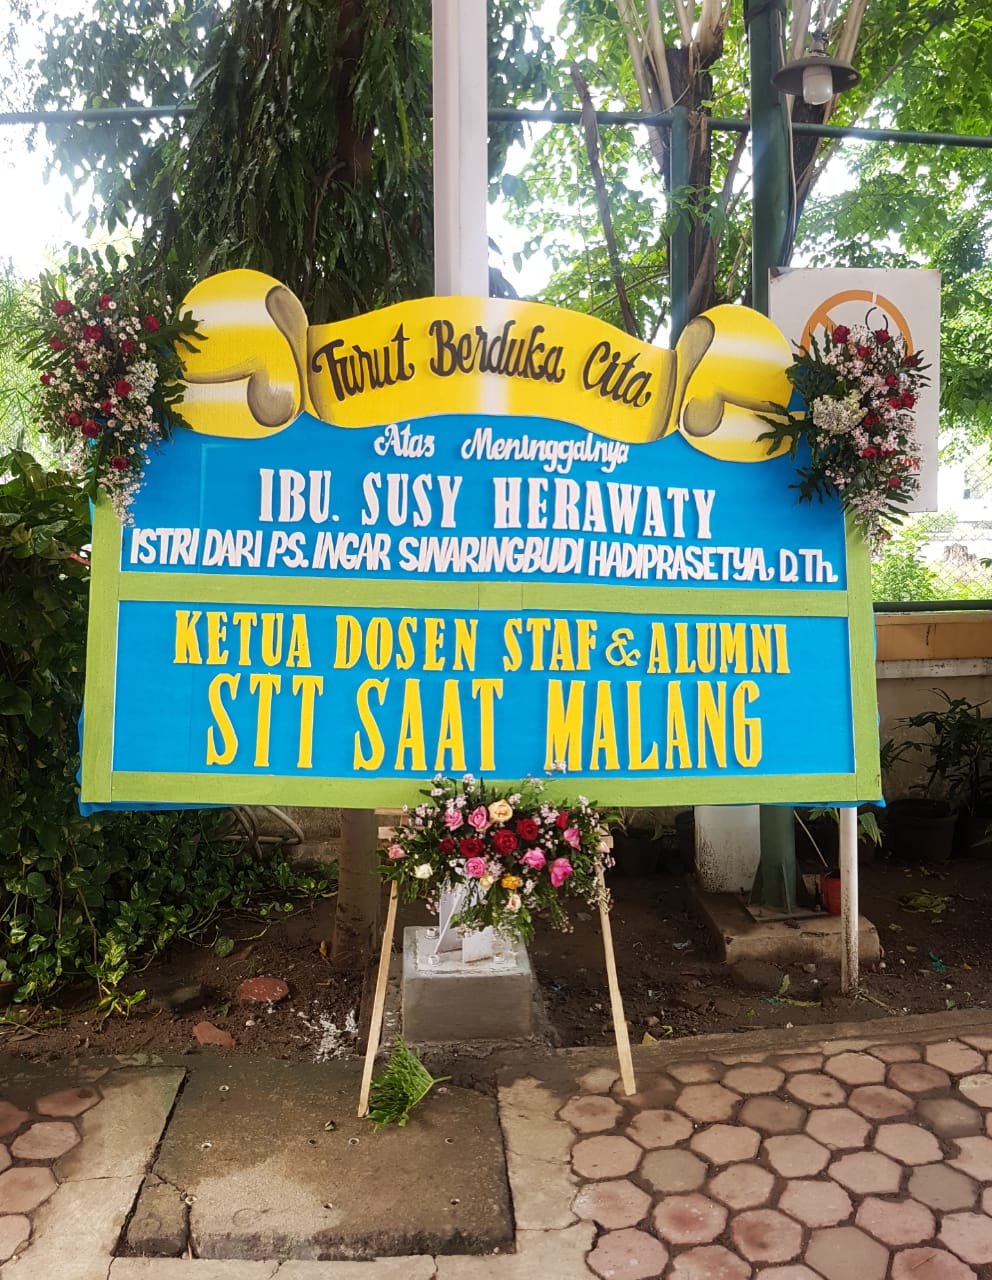 Turut Berduka Cita
Atas Meninggalnya
IBU. SUSY HERAWATY
ISTRI DARI PS. INGAR SINARINGBUDI HADIPRASETYA, D.Th.
KETUA DOSEN STAF & ALUMNI
STT SAAT MALANG